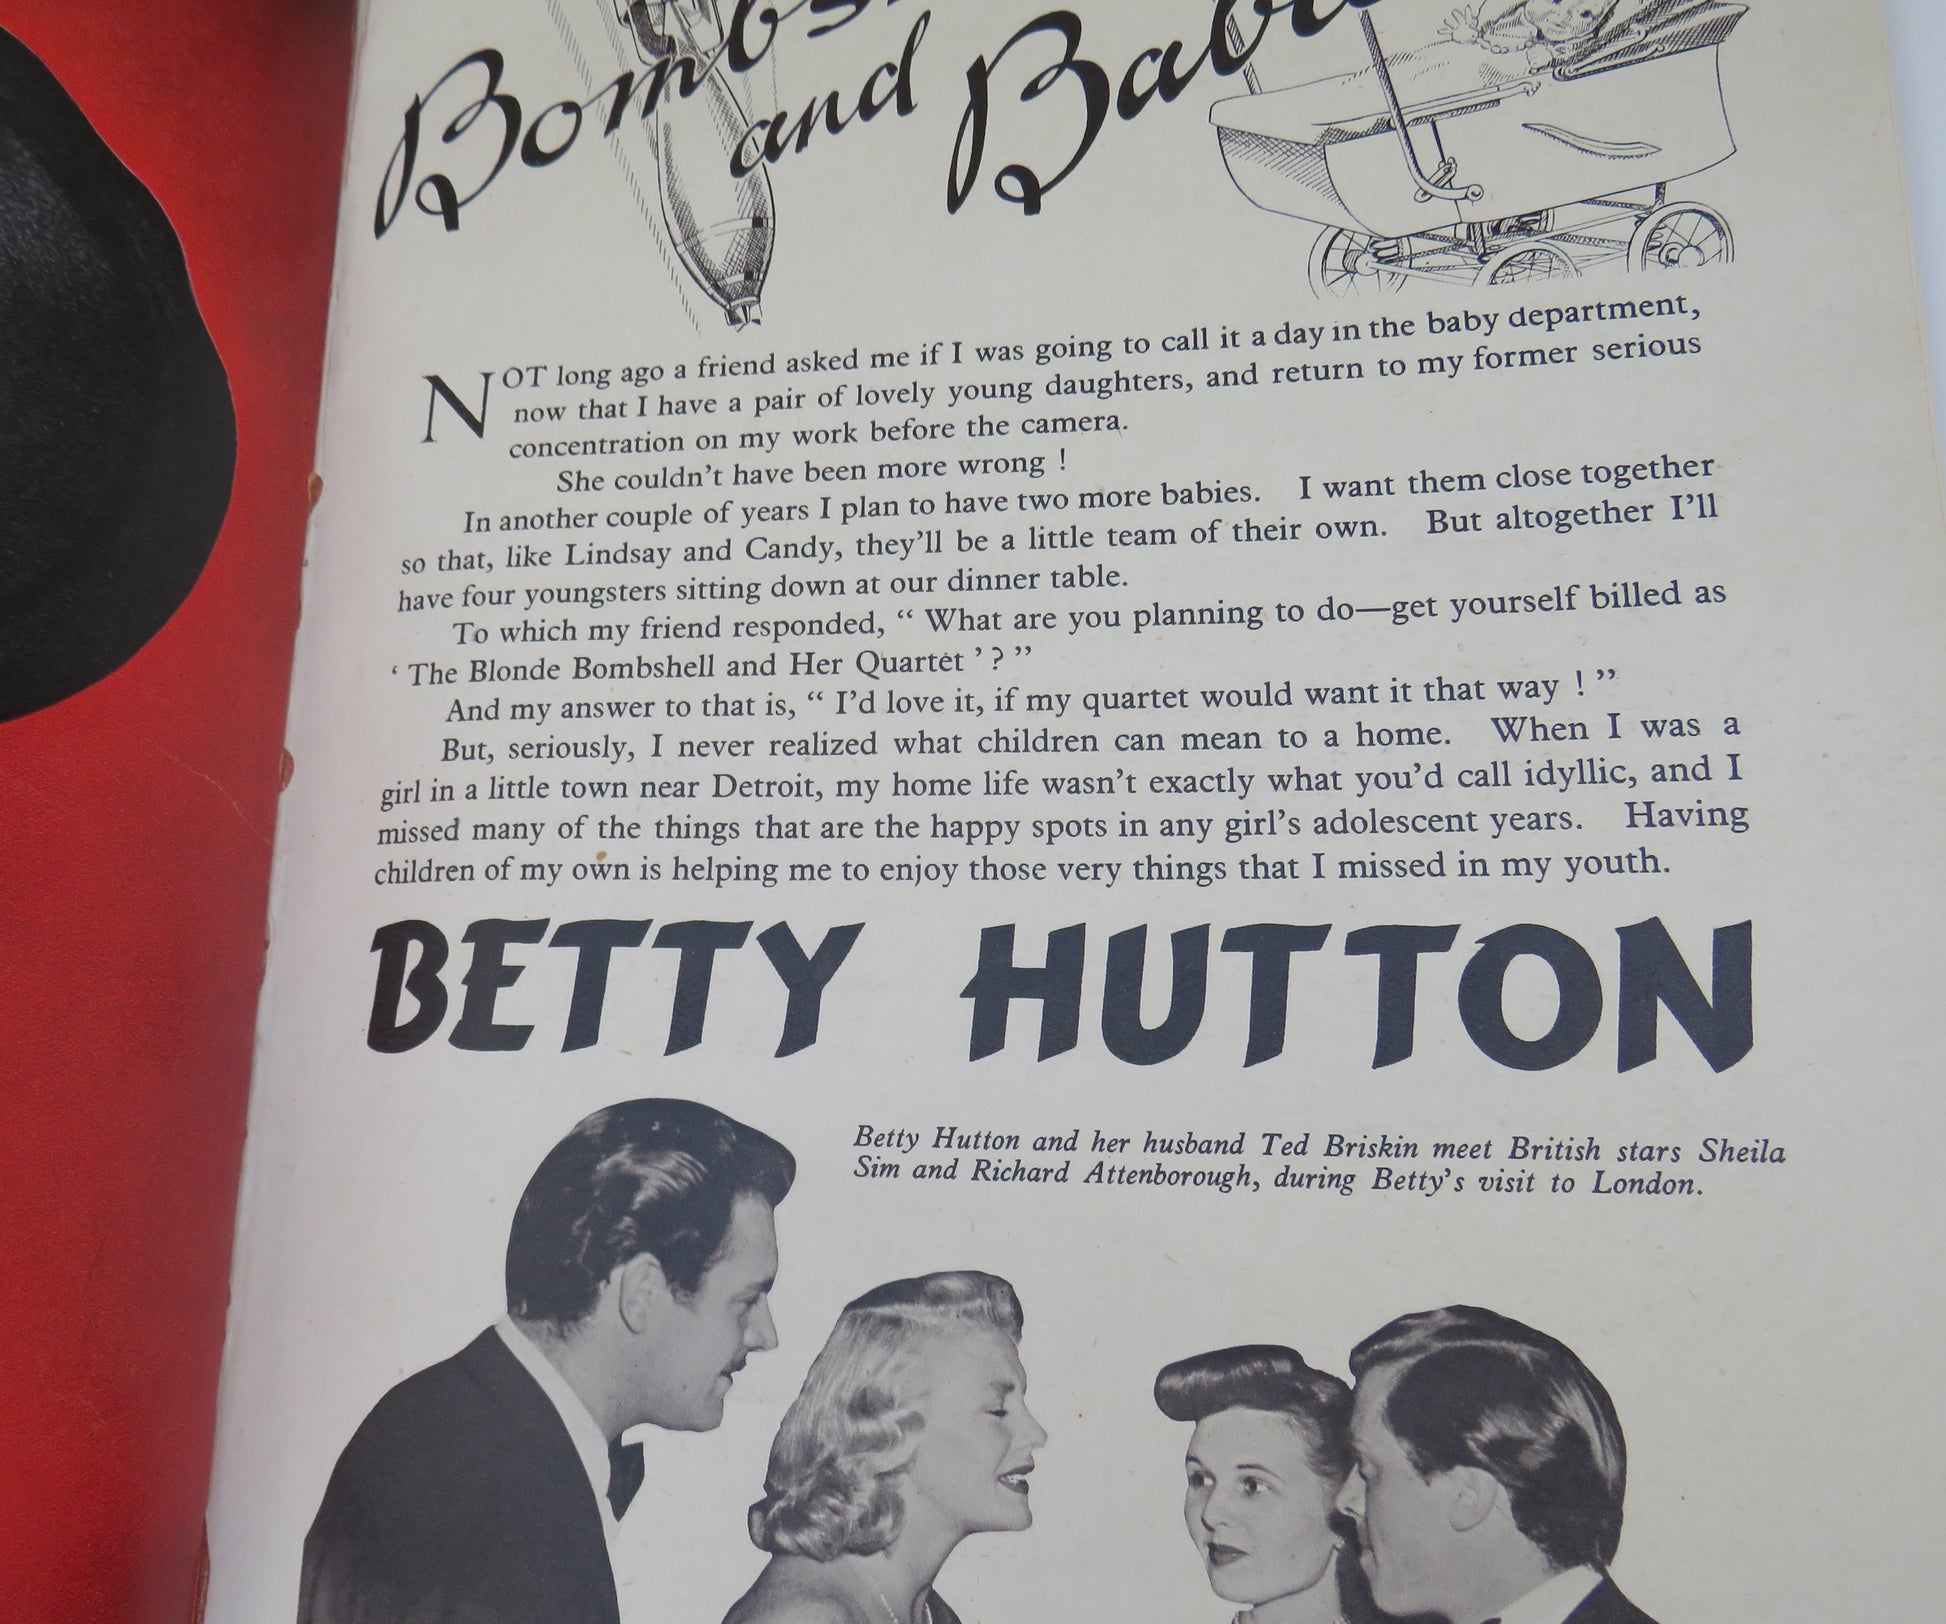 and
NOT long ago a friend asked me if I was going to call it a day in the baby department,
now that I have a pair of lovely young daughters, and return to my former serious
concentration on my work before the camera.
She couldn't have been more wrong !
In another couple of years I plan to have two more babies. I want them close together
so that, like Lindsay and Candy, they'll be a little team of their own. But altogether I'll
have four youngsters sitting down at our dinner table.
To which my friend responded, “ What are you planning to do—get yourself billed as
‘ The Blonde Bombshell and Her Quartet ’ ? ”
And my answer to that is, “ I'd love it, if my quartet would want it that way ! ”
But, seriously, I never realized what children can mean to a home. When I was a
girl in a little town near Detroit, my home life wasn't exactly what you'd call idyllic, and I
missed many of the things that are the happy spots in any girl's adolescent years. Having
children of my own is helping me to enjoy those very things that I missed in my youth.
BETTY HUTTON
Betty Hutton and her husband Ted Briskin meet British stars Sheila
Sim and Richard Attenborough, during Betty's visit to London.